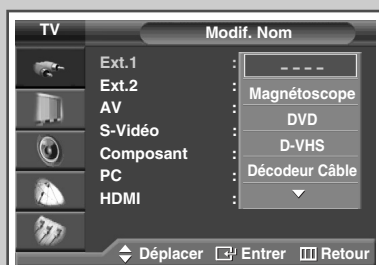 TV Modif. Nom
Ext.1 : - - - -
Ext.2 : Magnétoscope
AV : DVD
S-Vidéo : D-VHS
Composant : Décodeur Câble
PC :
HDMI :
Déplacer Entrer Retour